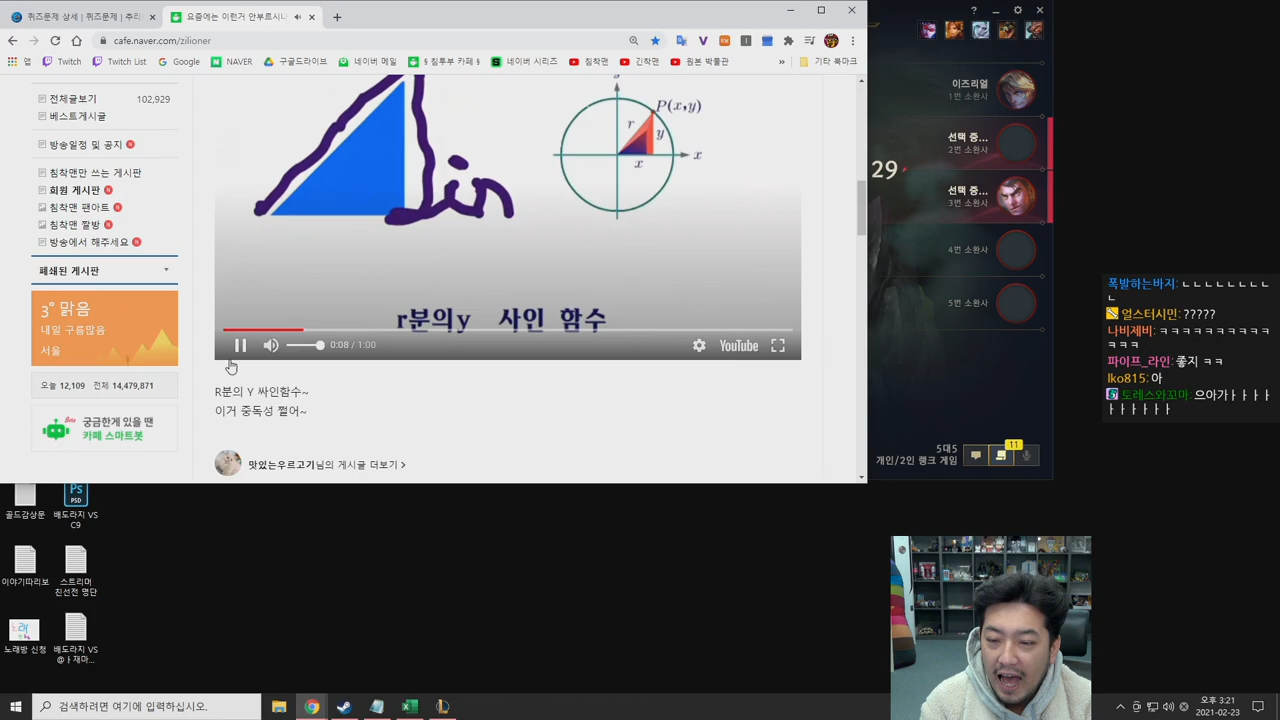 퀴즈문제 상세 | 퀴즈문제 | 추리
요즘에는 이런거 안부르시나
cafe.naver.com/zilioner
앱
Twitch
Twitch List
Google
NAVER
구글드라이브
네이버 메일
§ 침투부 카페 §
네이버 시리즈
침착맨
긴착맨
원본 박물관
»
기타 북마크
전체글보기 102,929
베스트게시글
방송일정 및 공지 N
침착맨만 쓰는 게시판
회원 게시판 N
침착맨 팬아트 N
침착맨 짤방 N
방송에서 해주세요 N
폐쇄된 게시판
3° 맑음
내일 구름많음
서울
오늘 12,109 전체 14,479,871
Beta
궁금한게 있을 땐
카페 스마트봇
in
P(x,y)
r
y
x
x
r분의y 사인 함수
0:08 / 1:00
YouTube
R분의 Y 싸인함수~
이거 중독성 쩔어~
맛있는우르고기님의 게시글 더보기 >
이즈리얼
1번 소환사
선택 중...
2번 소환사
29
선택 중...
3번 소환사
4번 소환사
5번 소환사
11
5대5
개인/2인 랭크 게임
폭발하는바지: ㄴㄴㄴㄴㄴㄴㄴㄴ
ㄴ
얼스터시민: ?????
나비제비: ㅋㅋㅋㅋㅋㅋㅋㅋㅋㅋ
ㅋㅋㅋ
파이프_라인: 좋지 ㅋㅋ
lko815: 아
토레스와꼬마: 으아가ㅏㅏㅏㅏ
ㅏㅏㅏㅏㅏㅏ
골드감상문
Ps
PSD
배도라지 VS
C9
이야기따리보
스트리머
진선전 명단
노래방 신청
배도라지 VS
@ㅏ재마...
검색하려면 여기에 입력하십시오.
오후 3:21
2021-02-23